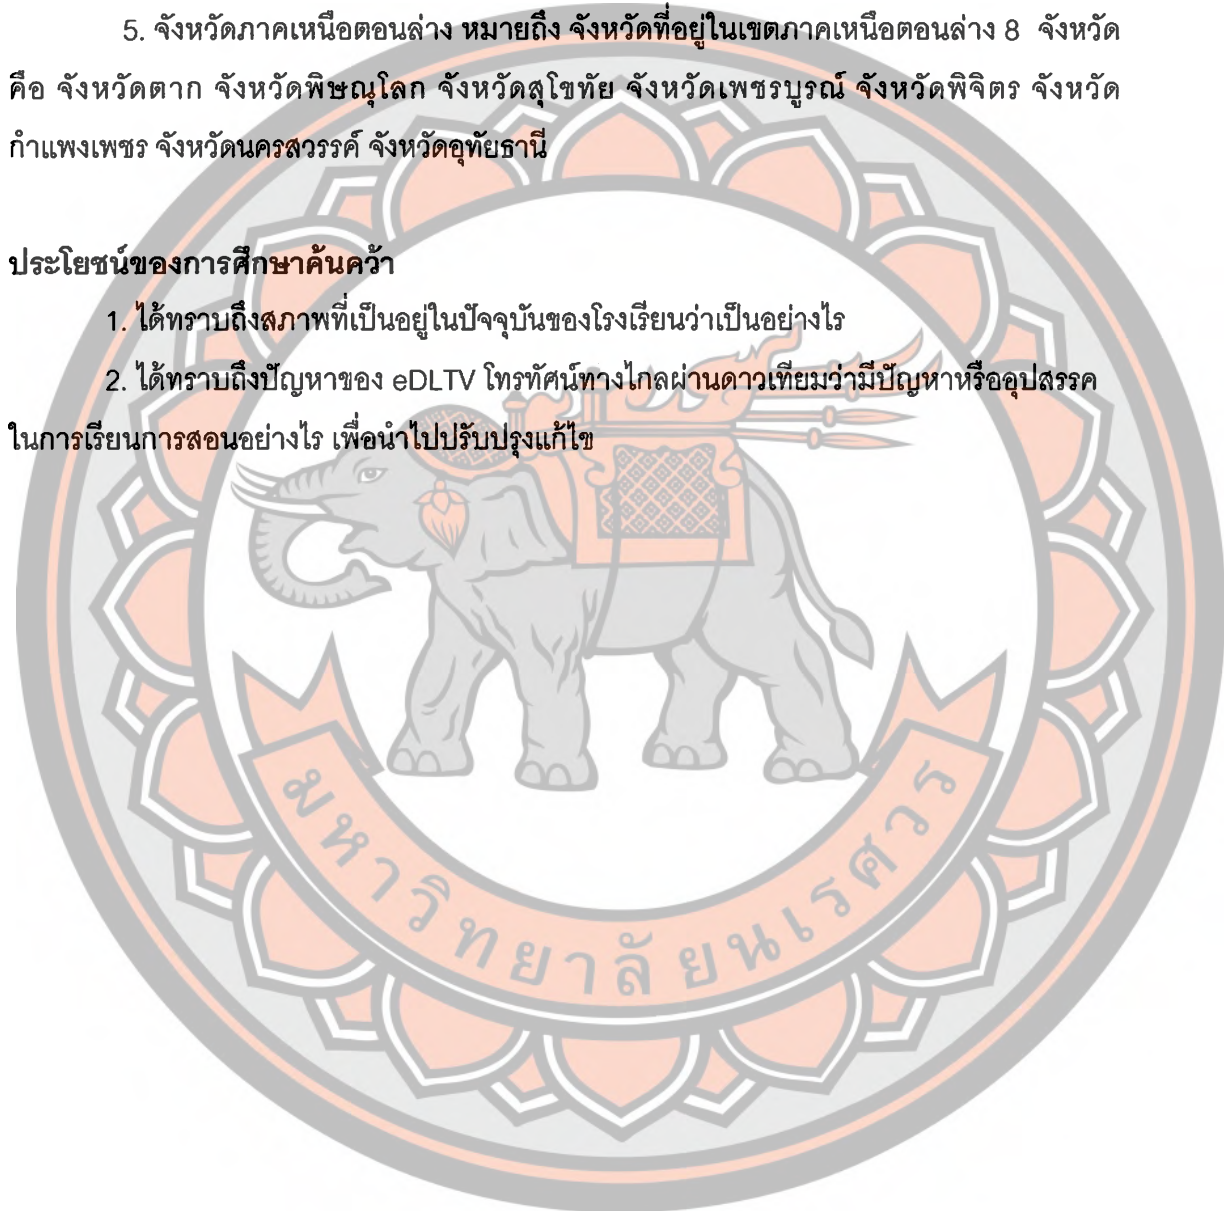 5. จังหวัดภาคเหนือตอนล่าง หมายถึง จังหวัดที่อยู่ในเขตภาคเหนือตอนล่าง 8 จังหวัด
คือ จังหวัดตาก จังหวัดพิษณุโลก จังหวัดสุโขทัย จังหวัดเพชรบูรณ์ จังหวัดพิจิตร จังหวัด
กำแพงเพชร จังหวัดนครสวรรค์ จังหวัดอุทัยธานี
ประโยชน์ของการศึกษาค้นคว้า
1. ได้ทราบถึงสภาพที่เป็นอยู่ในปัจจุบันของโรงเรียนว่าเป็นอย่างไร
2. ได้ทราบถึงปัญหาของ eDLTV โทรทัศน์ทางไกลผ่านดาวเทียมว่ามีปัญหาหรืออุปสรรค
ในการเรียนการสอนอย่างไร เพื่อนำไปปรับปรุงแก้ไข
มหาวิทยาลัยนเรศวร